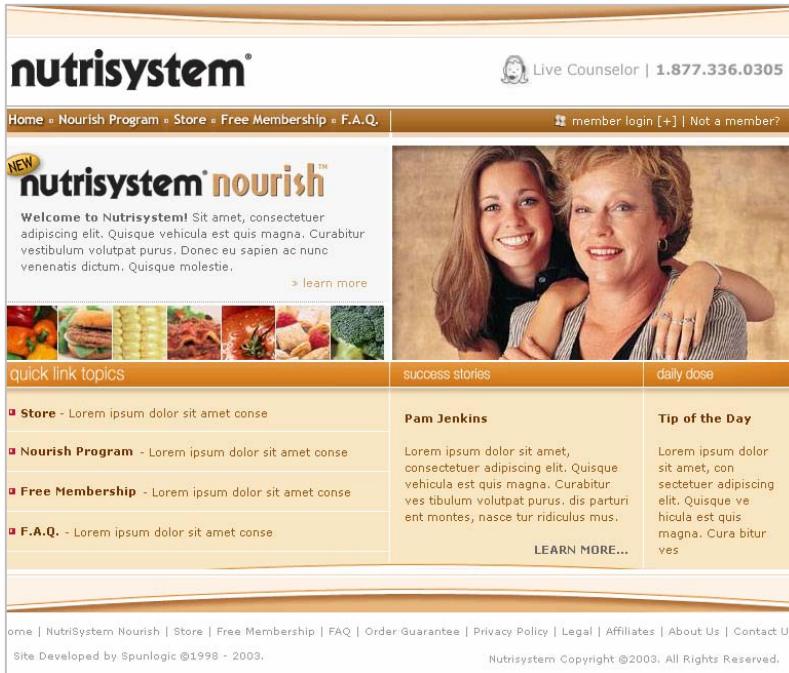 nutrisystem®
Live Counselor | 1.877.336.0305
Home Nourish Program Store Free Membership F.A.Q.
member login [+] | Not a member?
NEW
nutrisystem® nourish™
Welcome to Nutrisystem! Sit amet, consectetuer
adipiscing elit. Quisque vehicula est quis magna. Curabitur
vestibulum volutpat purus. Donec eu sapien ac nunc
venenatis dictum. Quisque molestie.
» learn more
quick link topics
Store - Lorem ipsum dolor sit amet conse
Nourish Program - Lorem ipsum dolor sit amet conse
Free Membership - Lorem ipsum dolor sit amet conse
F.A.Q. - Lorem ipsum dolor sit amet conse
success stories
Pam Jenkins
Lorem ipsum dolor sit amet,
consectetuer adipiscing elit. Quisque
vehicula est quis magna. Curabitur
ves tibulum volutpat purus. dis parturi
ent montes, nasce tur ridiculus mus.
LEARN MORE...
daily dose
Tip of the Day
Lorem ipsum dolor
sit amet, con
sectetuer adipiscing
elit. Quisque ve
hicula est quis
magna. Cura bitur
ves
ome | NutriSystem Nourish | Store | Free Membership | FAQ | Order Guarantee | Privacy Policy | Legal | Affiliates | About Us | Contact U
Site Developed by Spunlogic ©1998 - 2003.
Nutrisystem Copyright ©2003. All Rights Reserved.